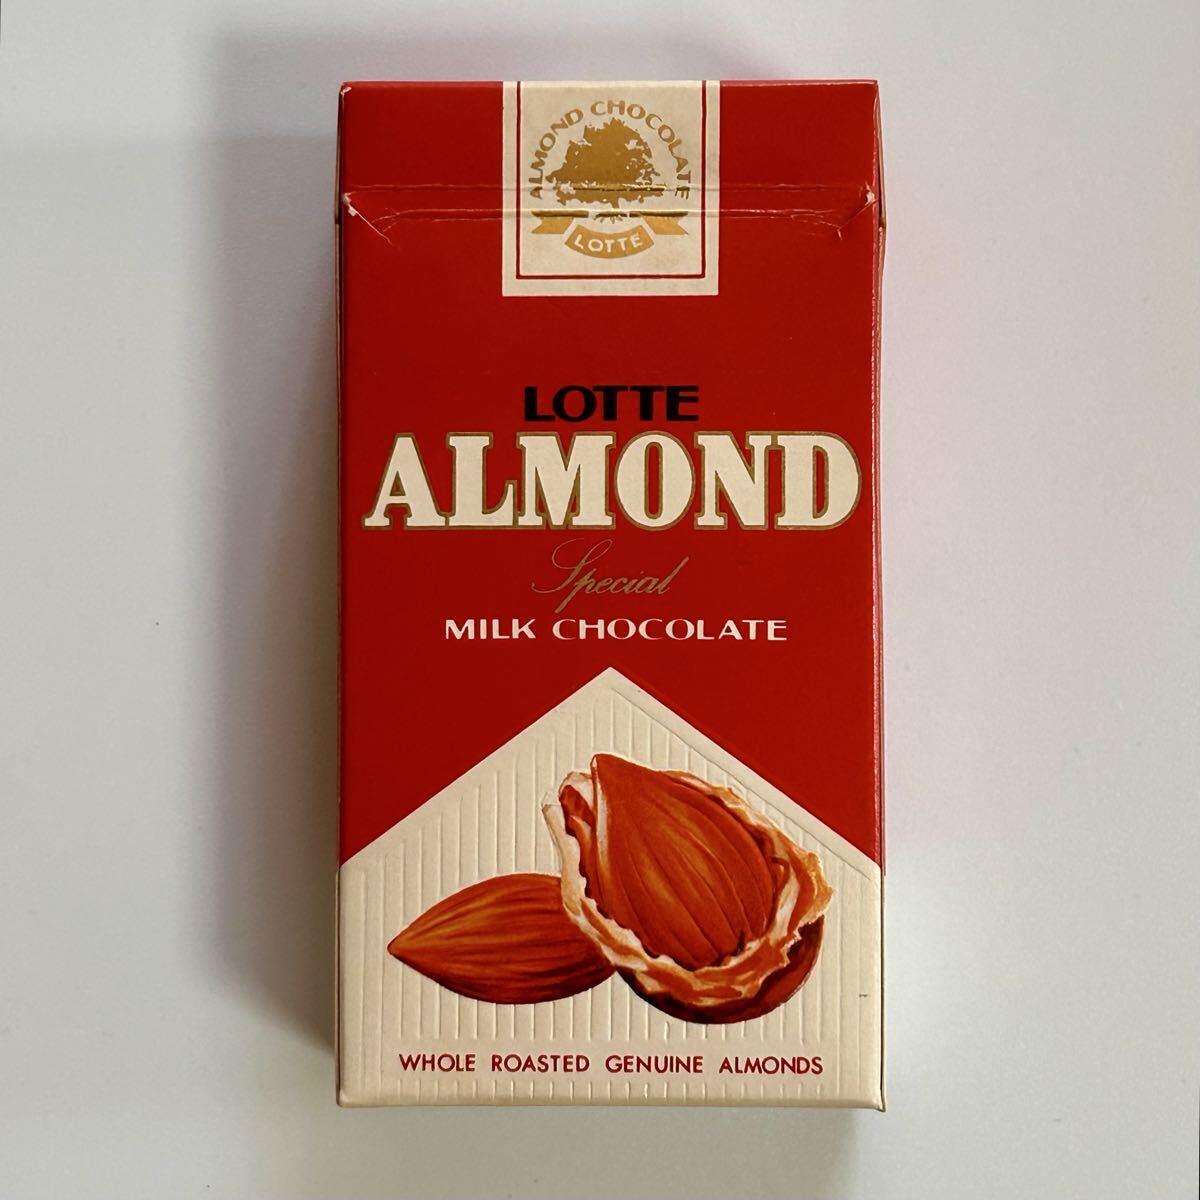 ALMOND CHOCOLATE
LOTTE
LOTTE
ALMOND
Special
MILK CHOCOLATE
WHOLE ROASTED GENUINE ALMONDS